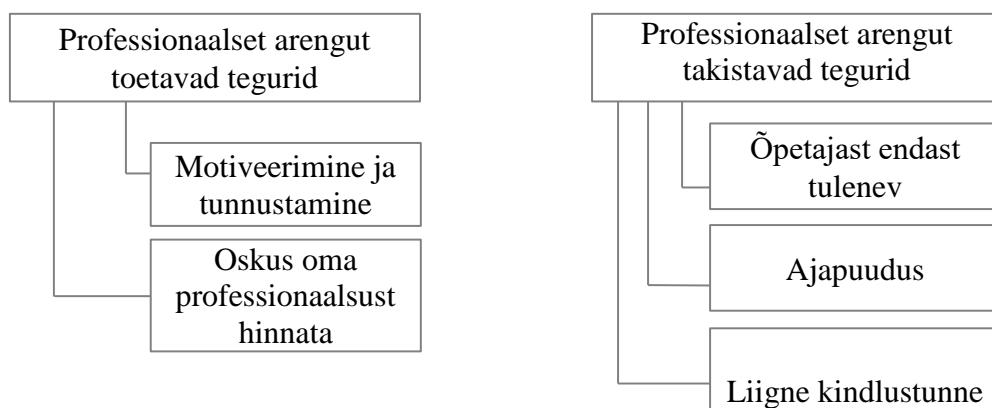 Professionaalset arengut
toetavad tegurid
Motiveerimine ja
tunnustamine
Oskus oma
professionaalsust
hinnata
Professionaalset arengut
takistavad tegurid
Õpetajast endast
tulenev
Ajapuudus
Liigne kindlustunne